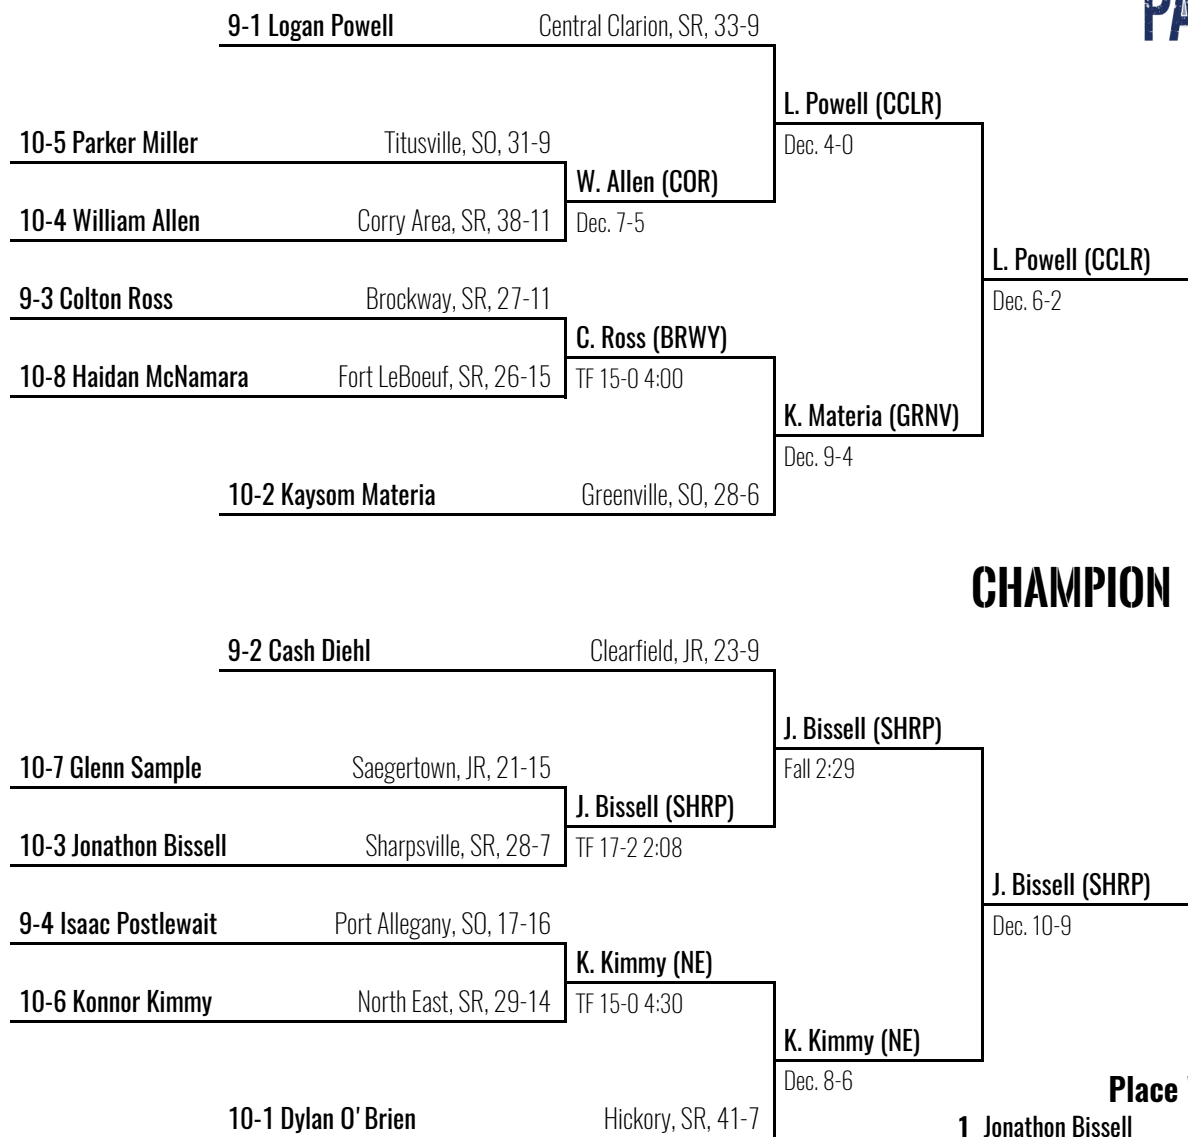 9-1 Logan Powell Central Clarion, SR, 33-9
L. Powell (CCLR)
10-5 Parker Miller Titusville, SO, 31-9
Dec. 4-0
W. Allen (COR)
10-4 William Allen Corry Area, SR, 38-11
Dec. 7-5
L. Powell (CCLR)
9-3 Colton Ross Brockway, SR, 27-11
Dec. 6-2
C. Ross (BRWY)
10-8 Haidan McNamara Fort LeBoeuf, SR, 26-15
TF 15-0 4:00
K. Materia (GRNV)
Dec. 9-4
10-2 Kaysom Materia Greenville, SO, 28-6
CHAMPION
9-2 Cash Diehl Clearfield, JR, 23-9
J. Bissell (SHRP)
10-7 Glenn Sample Saegertown, JR, 21-15
Fall 2:29
J. Bissell (SHRP)
10-3 Jonathon Bissell Sharpsville, SR, 28-7
TF 17-2 2:08
J. Bissell (SHRP)
9-4 Isaac Postlewait Port Allegany, SO, 17-16
Dec. 10-9
K. Kimmy (NE)
10-6 Konnor Kimmy North East, SR, 29-14
TF 15-0 4:30
K. Kimmy (NE)
Dec. 8-6
Place
10-1 Dylan O'Brien Hickory, SR, 41-7
1 Jonathon Bissell